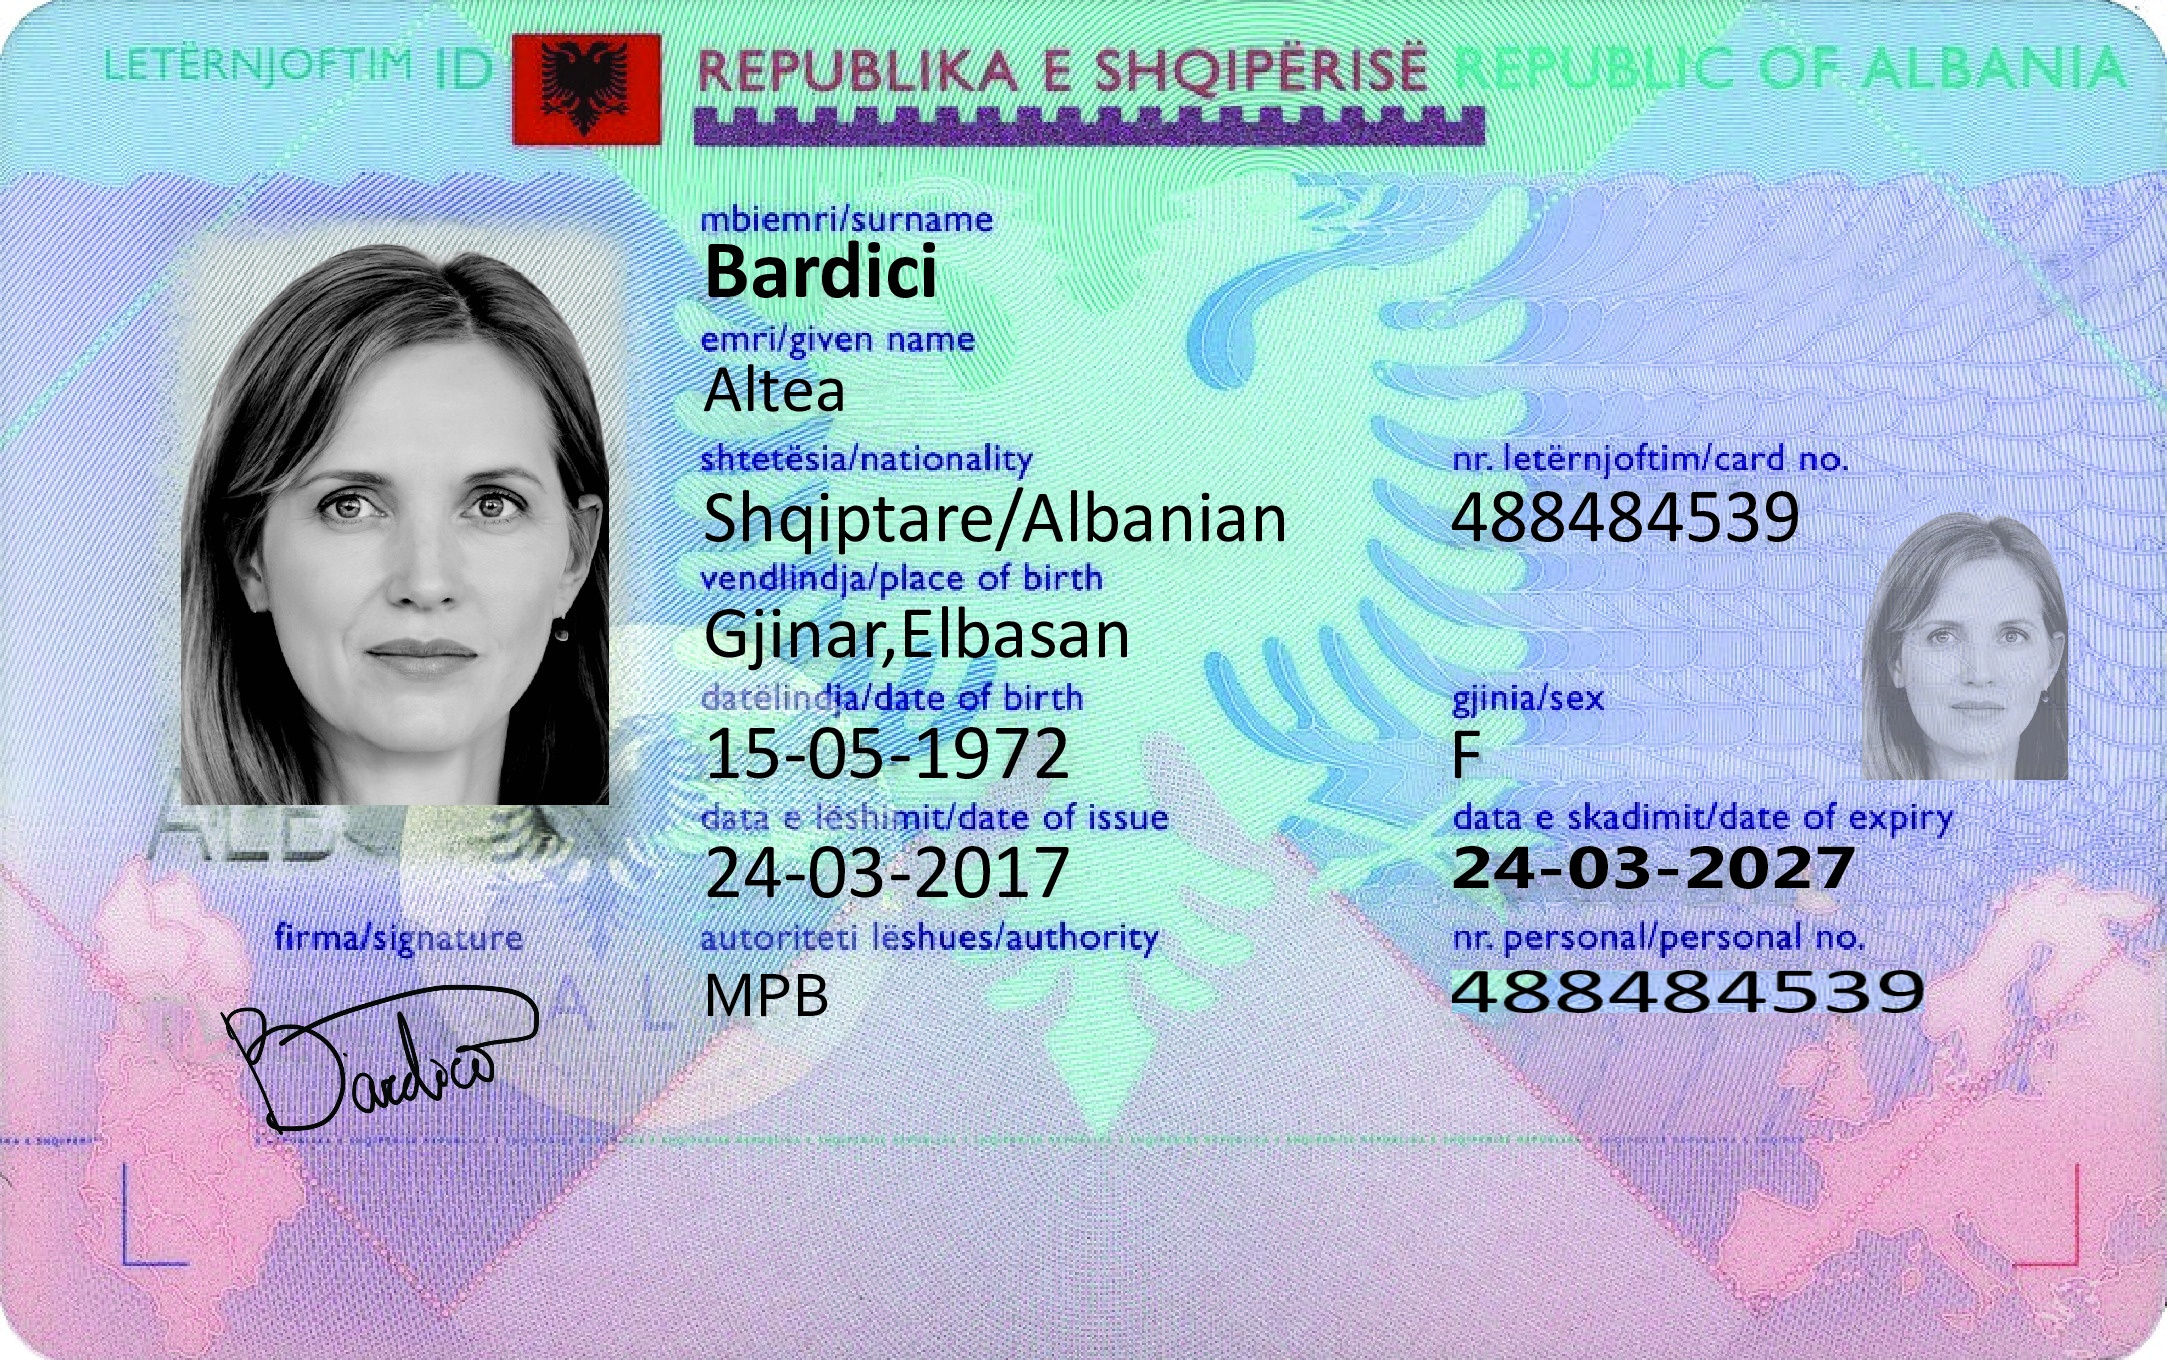 LETËRNJOFTIM ID REPUBLIKA E SHQIPËRISË REPUBLIC OF ALBANIA
mbiemri/surname
Bardici
emri/given name
Altea
shtetësia/nationality nr. letërnjoftim/card no.
Shqiptare/Albanian 488484539
vendlindja/place of birth
Gjinar,Elbasan
datëlindja/date of birth gjinia/sex
15-05-1972 F
data e lëshimit/date of issue data e skadimit/date of expiry
24-03-2017 24-03-2027
firma/signature autoriteti lëshues/authority nr. personal/personal no.
MPB 488484539
Bardici